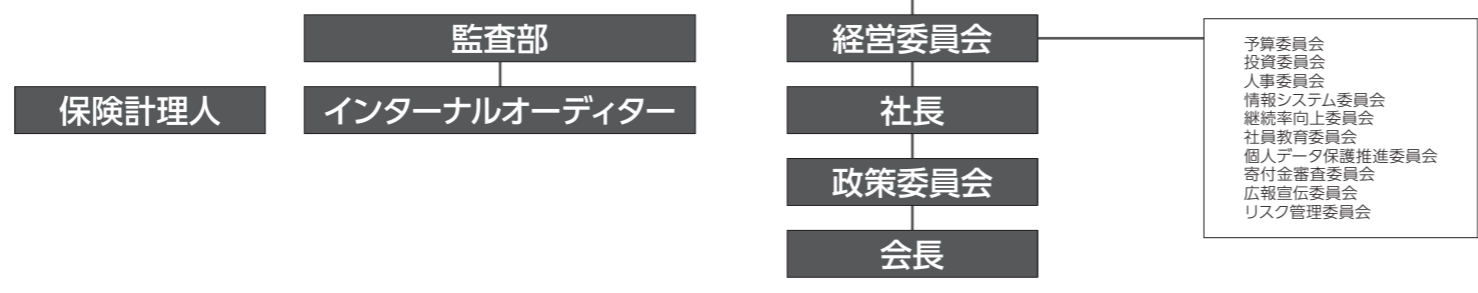 監査部
経営委員会
保険計理人
インターナルオーディター
社長
政策委員会
会長
予算委員会
投資委員会
人事委員会
情報システム委員会
継続率向上委員会
社員教育委員会
個人データ保護推進委員会
寄付金審査委員会
広報宣伝委員会
リスク管理委員会